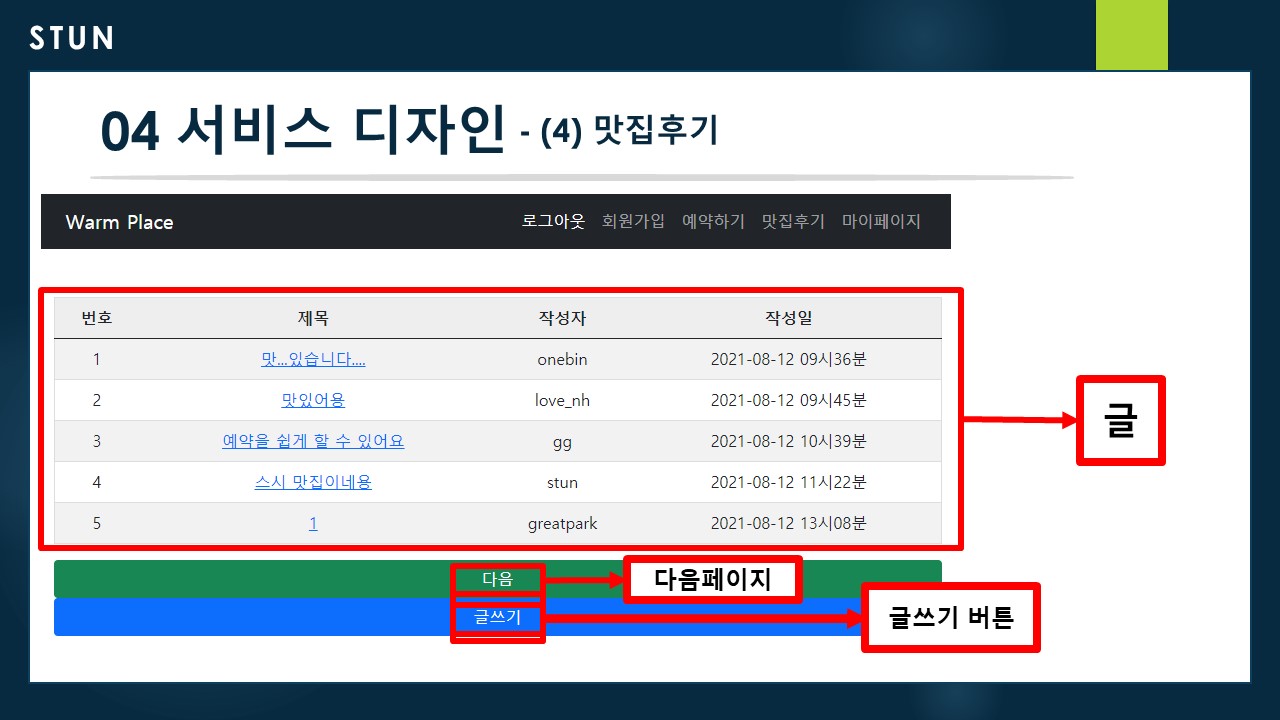 STUN
04 서비스 디자인 - (4) 맛집후기
Warm Place 로그아웃 회원가입 예약하기 맛집후기 마이페이지
번호 제목 작성자 작성일
1 맛...있습니다.... onebin 2021-08-12 09시36분
2 맛있어용 love_nh 2021-08-12 09시45분
3 예약을 쉽게 할 수 있어요 gg 2021-08-12 10시39분
4 스시 맛집이네용 stun 2021-08-12 11시22분
5 1 greatpark 2021-08-12 13시08분
글
다음 다음페이지
글쓰기 글쓰기 버튼